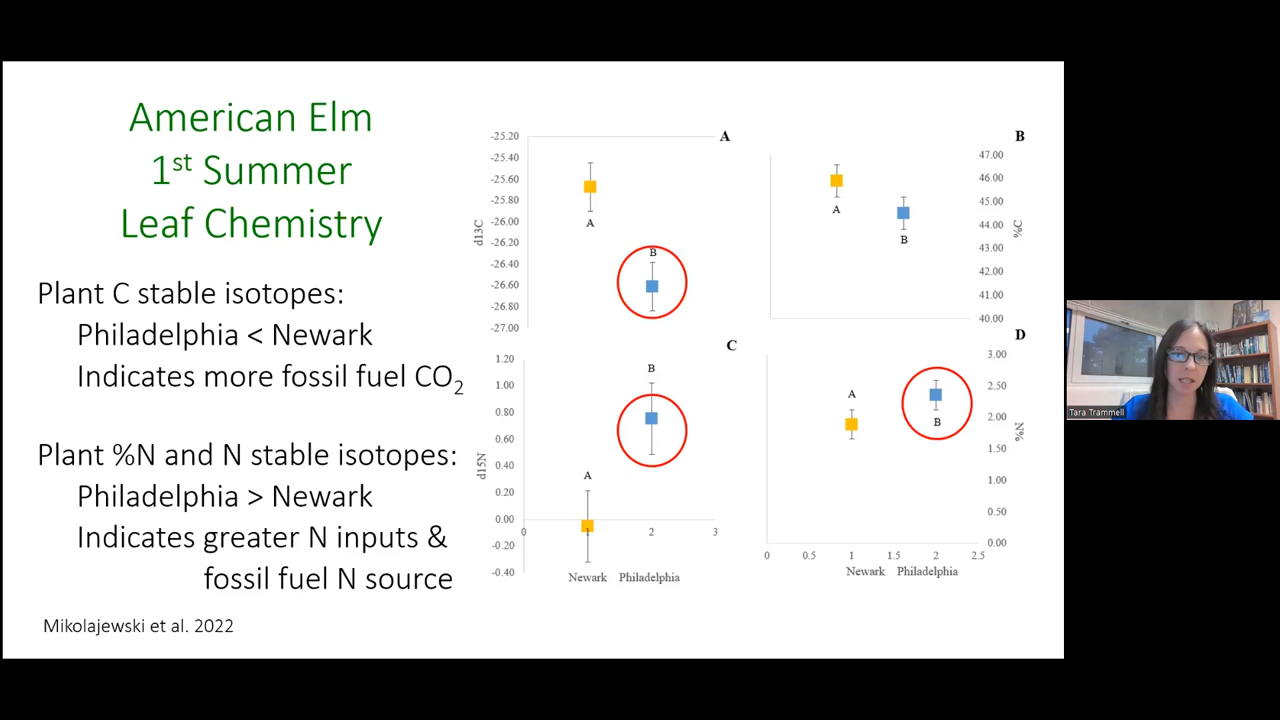 American Elm
1st Summer
Leaf Chemistry
Plant C stable isotopes:
Philadelphia < Newark
Indicates more fossil fuel CO2
Plant %N and N stable isotopes:
Philadelphia > Newark
Indicates greater N inputs &
fossil fuel N source
Mikolajewski et al. 2022
A
-25.20
-25.40
-25.60
-25.80
-26.00
-26.20
-26.40
-26.60
-26.80
-27.00
d13C
A
B
B
47.00
46.00
45.00
44.00
43.00
42.00
41.00
40.00
%C
A
B
C
1.20
1.00
0.80
0.60
0.40
0.20
0.00
-0.20
-0.40
d15N
A
B
0 1 2 3
Newark Philadelphia
D
3.00
2.50
2.00
1.50
1.00
0.50
0.00
%N
A
B
0 0.5 1 1.5 2 2.5
Newark Philadelphia
Tara Trammell